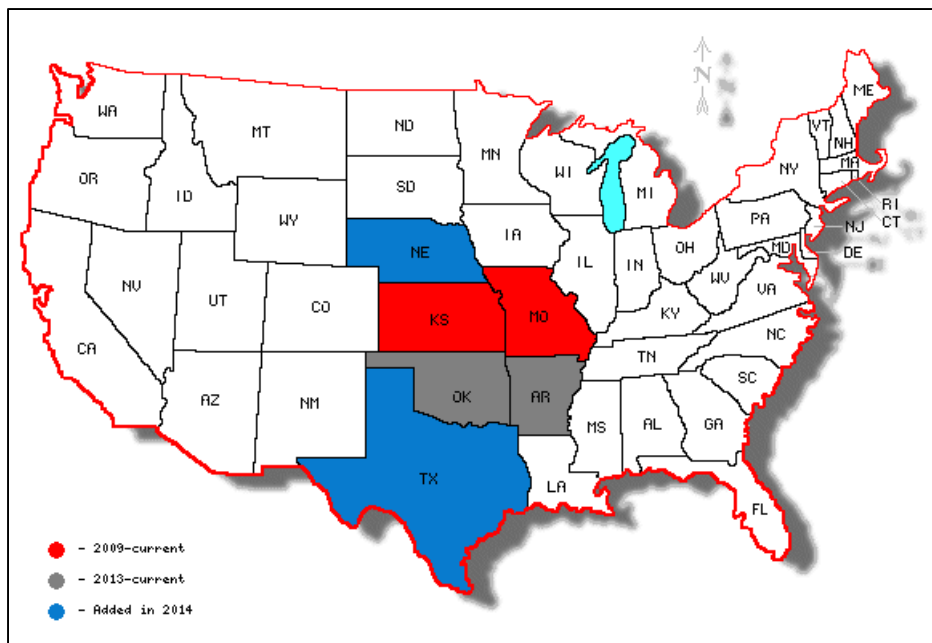 N
WA
MT
ND
MN
ME
VT
NH
OR
ID
SD
WI
MI
NY
MA
RI
CT
WY
IA
PA
NJ
NE
OH
MD
DE
NV
UT
CO
IL
IN
WV
VA
KS
MO
KY
CA
NC
TN
AZ
NM
OK
AR
SC
MS
AL
GA
TX
LA
FL
- 2009-current
- 2013-current
- Added in 2014